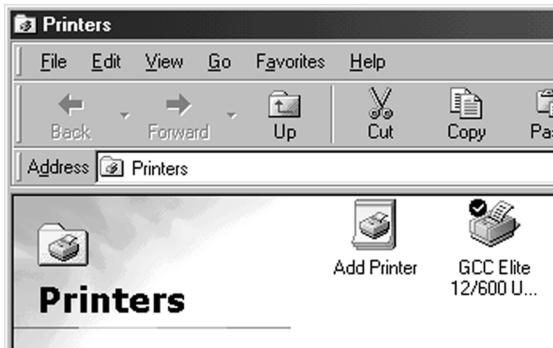 Printers
File Edit View Go Favorites Help
Back Forward Up Cut Copy
Address Printers
Add Printer
GCC Elite
12/600 U...
Printers